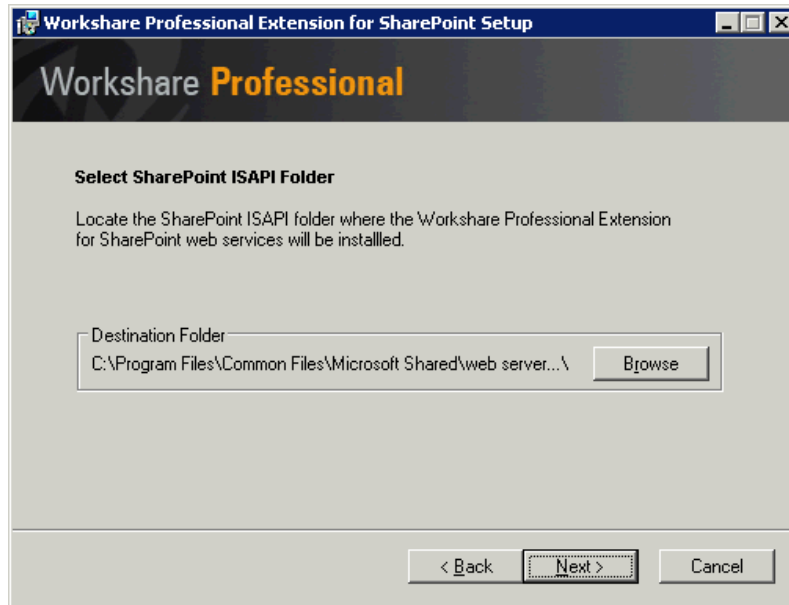 Workshare Professional Extension for SharePoint Setup
Workshare Professional
Select SharePoint ISAPI Folder
Locate the SharePoint ISAPI folder where the Workshare Professional Extension
for SharePoint web services will be installled.
Destination Folder
C:\Program Files\Common Files\Microsoft Shared\web server...\
Browse
< Back
Next >
Cancel